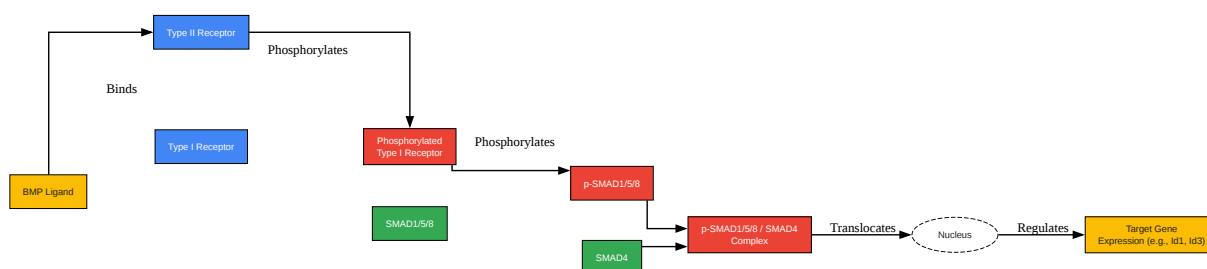 Type II Receptor
Phosphorylates
Binds
Type I Receptor
Phosphorylated
Type I Receptor
Phosphorylates
BMP Ligand
p-SMAD1/5/8
SMAD1/5/8
p-SMAD1/5/8 / SMAD4
Complex
Translocates
Nucleus
Regulates
Target Gene
Expression (e.g., Id1, Id3)
SMAD4